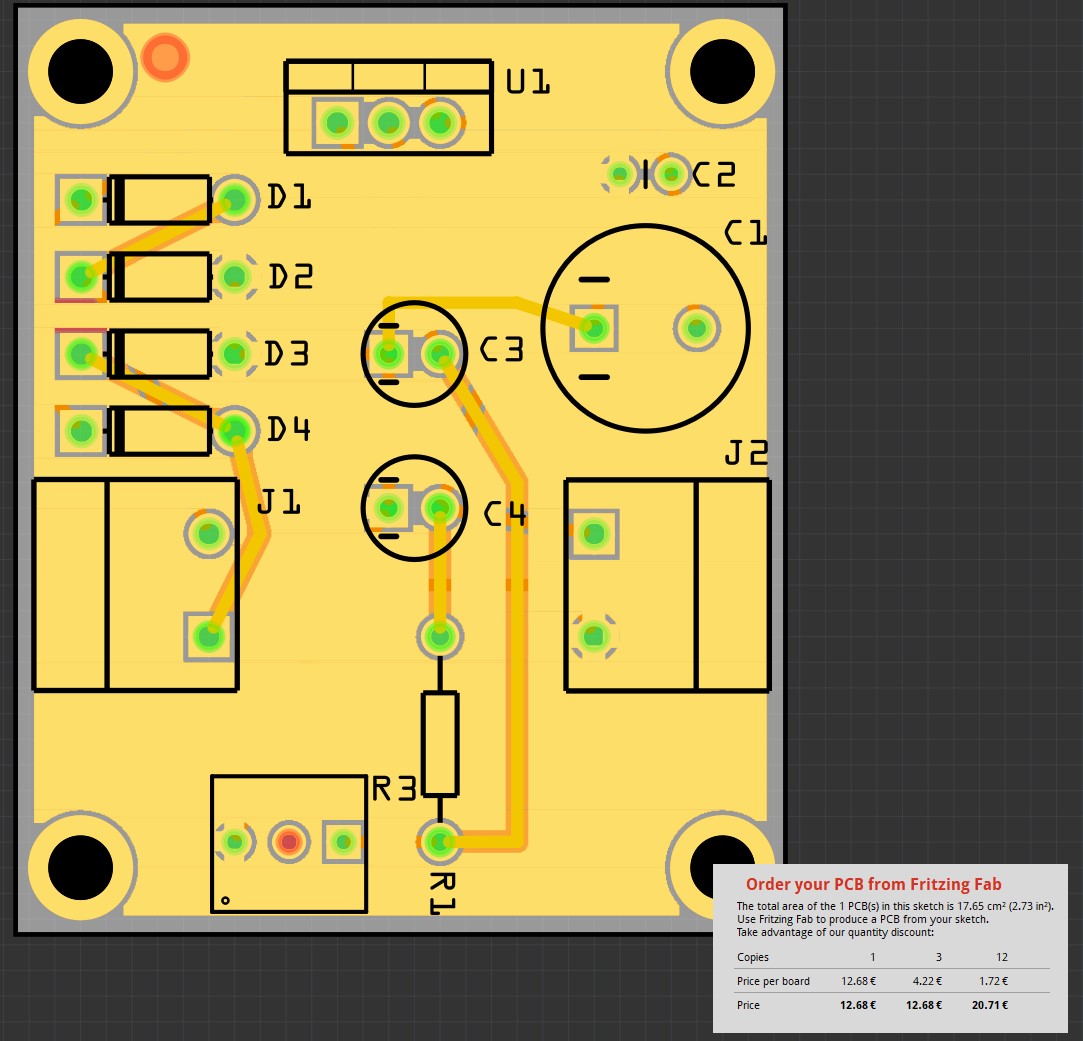 U1
C2
D1
C1
D2
C3
D3
D4
J2
J1
C4
R3
R1
Order your PCB from Fritzing Fab
The total area of the 1 PCB(s) in this sketch is 17.65 cm² (2.73 in²).
Use Fritzing Fab to produce a PCB from your sketch.
Take advantage of our quantity discount:
Copies 1 3 12
Price per board 12.68 € 4.22 € 1.72 €
Price 12.68 € 12.68 € 20.71 €